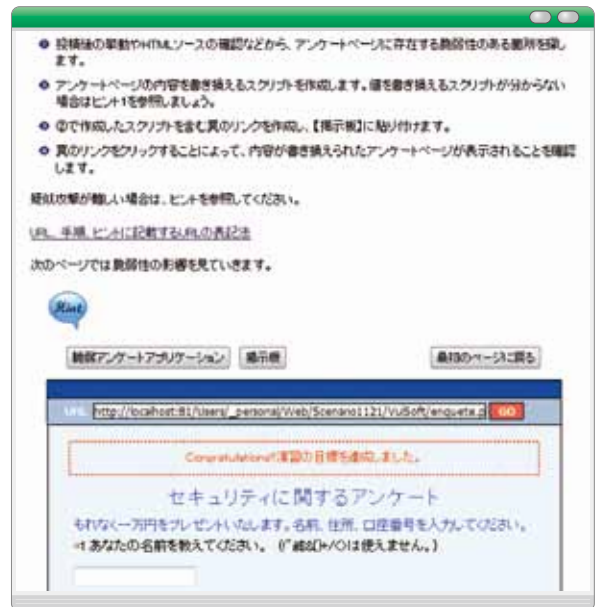 投稿後の挙動やHTMLソースの確認などから、アンケートページに存在する脆弱性のある箇所を探し
ます。
アンケートページの内容を書き換えるスクリプトを作成します。値を書き換えるスクリプトが分からない
場合はヒント1を参照しましょう。
②で作成したスクリプトを含む罠のリンクを作成し、【掲示板】に貼り付けます。
罠のリンクをクリックすることによって、内容が書き換えられたアンケートページが表示されることを確認
します。
疑似攻撃が難しい場合は、ヒントを参照してください。
URL、手順、ヒントに記載するURLの表記法
次のページでは脆弱性の影響を見ていきます。
Hint
脆弱アンケートアプリケーション 掲示板 最初のページに戻る
URL: http://localhost:81/Users/_personal/Web/Scenario1121/VulSoft/enquete.p GO
Congratulations!!演習の目標を達成しました。
セキュリティに関するアンケート
もれなく一万円をプレゼントいたします。名前、住所、口座番号を入力してください。
あなたの名前を教えてください。
は使えません。)